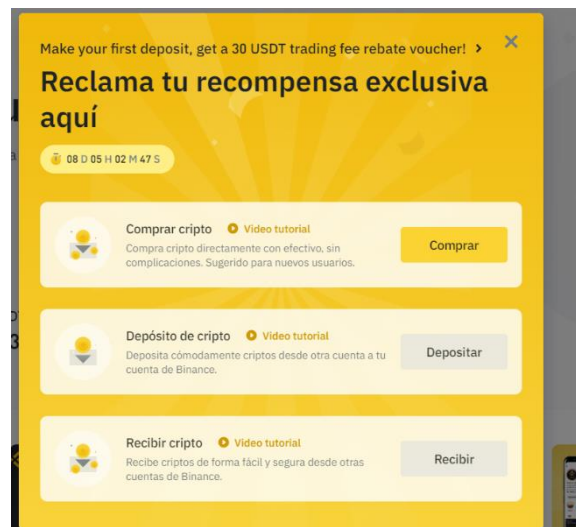 Make your first deposit, get a 30 USDT trading fee rebate voucher!
Reclama tu recompensa exclusiva
aquí
08 D 05 H 02 M 47 S
Comprar cripto Video tutorial
Compra cripto directamente con efectivo, sin
complicaciones. Sugerido para nuevos usuarios.
Comprar
Depósito de cripto Video tutorial
Deposita cómodamente criptos desde otra cuenta a tu
cuenta de Binance.
Depositar
Recibir cripto Video tutorial
Recibe criptos de forma fácil y segura desde otras
cuentas de Binance.
Recibir